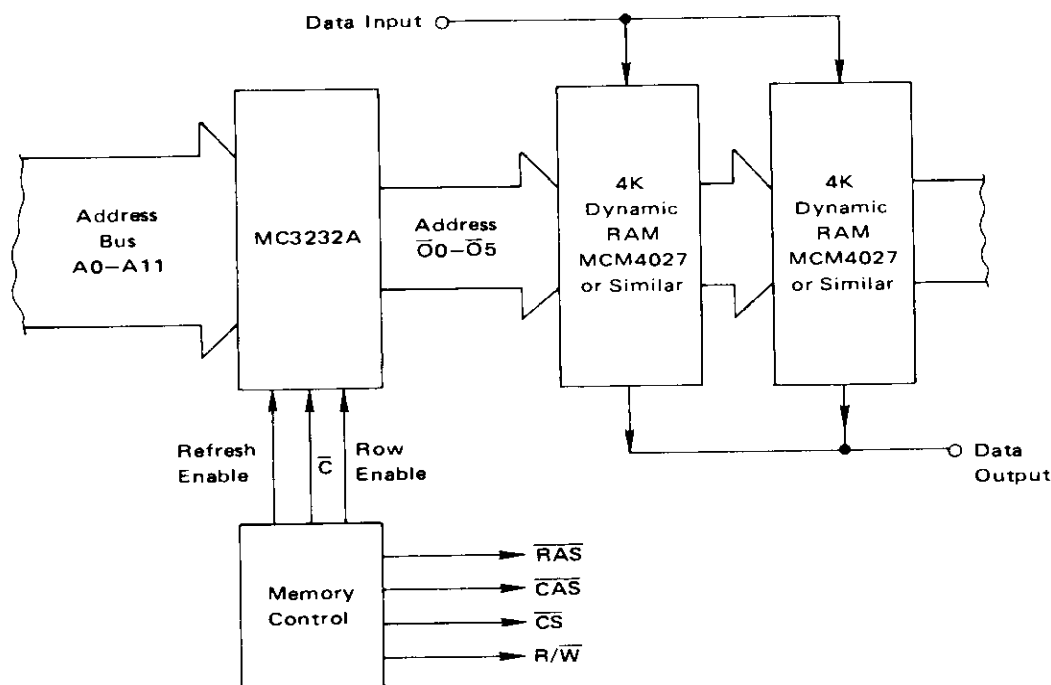 Data Input
Address
Bus
A0–A11
MC3232A
Address
O̅0–O̅5
4K
Dynamic
RAM
MCM4027
or Similar
4K
Dynamic
RAM
MCM4027
or Similar
Refresh
Enable
C̅
Row
Enable
Data
Output
Memory
Control
R̅A̅S̅
C̅A̅S̅
C̅S̅
R/W̅